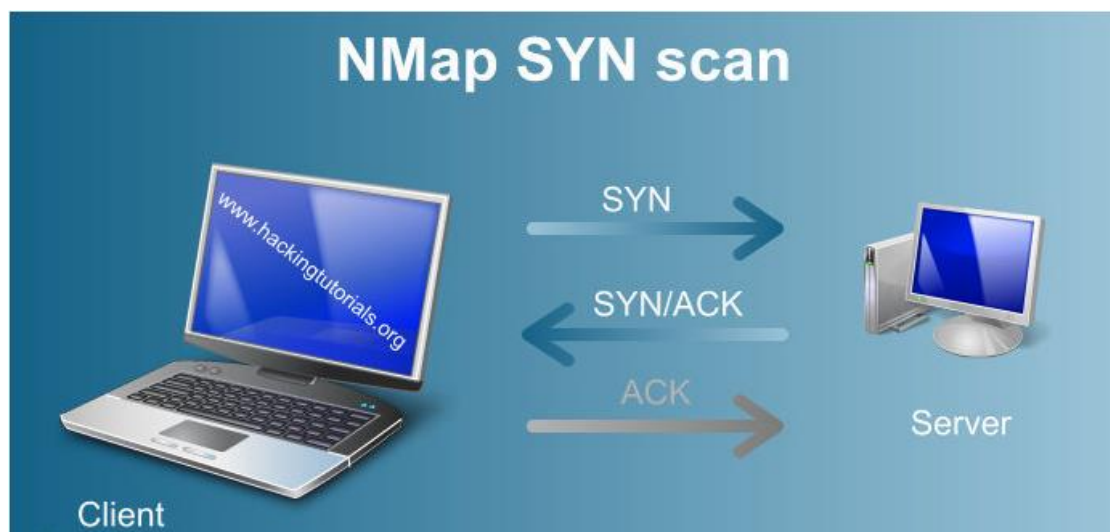 NMap SYN scan
www.hackingtutorials.org
SYN
SYN/ACK
ACK
Client
Server